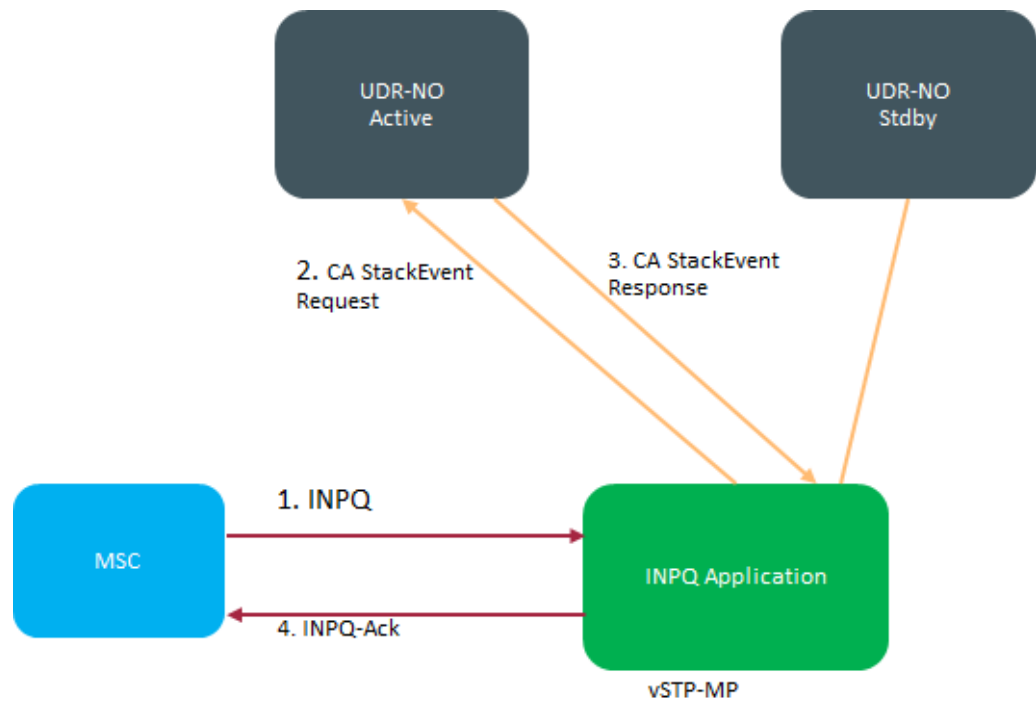 UDR-NO
Active
UDR-NO
Stdby
2. CA StackEvent
Request
3. CA StackEvent
Response
1. INPQ
MSC
INPQ Application
4. INPQ-Ack
vSTP-MP